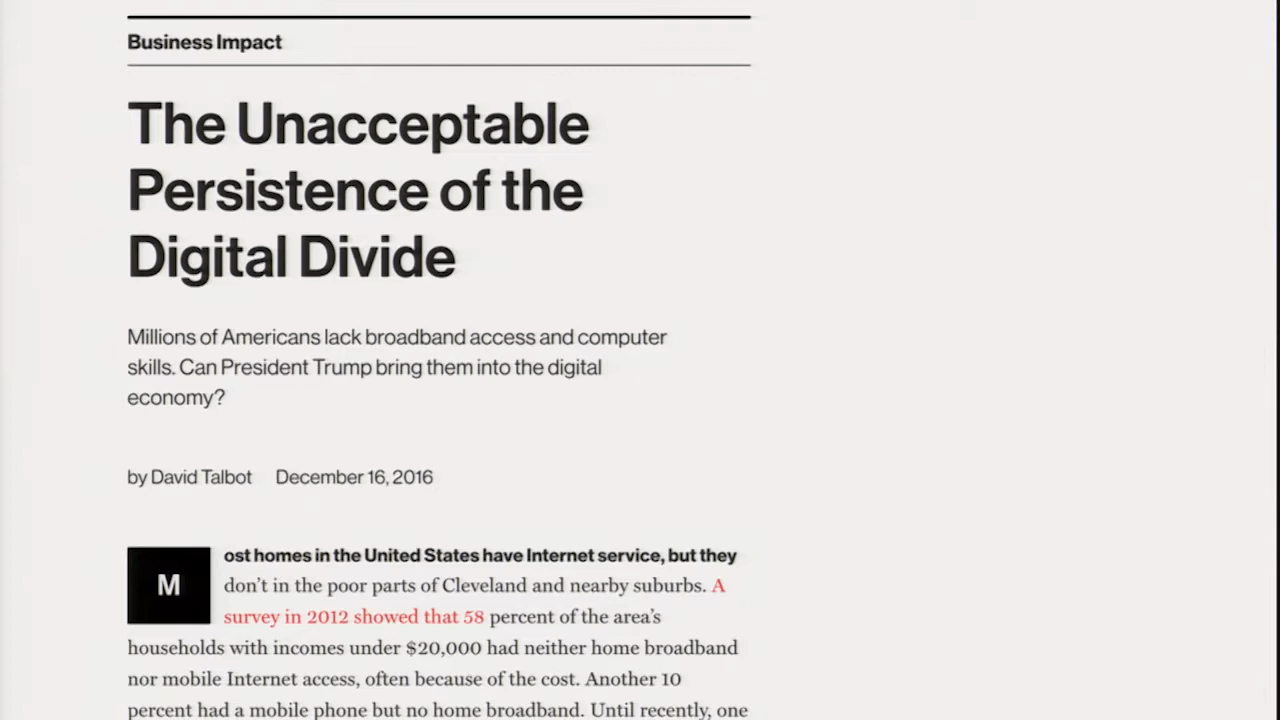 Business Impact
The Unacceptable
Persistence of the
Digital Divide
Millions of Americans lack broadband access and computer
skills. Can President Trump bring them into the digital
economy?
by David Talbot December 16, 2016
Most homes in the United States have Internet service, but they
don’t in the poor parts of Cleveland and nearby suburbs. A
survey in 2012 showed that 58 percent of the area’s
households with incomes under $20,000 had neither home broadband
nor mobile Internet access, often because of the cost. Another 10
percent had a mobile phone but no home broadband. Until recently, one